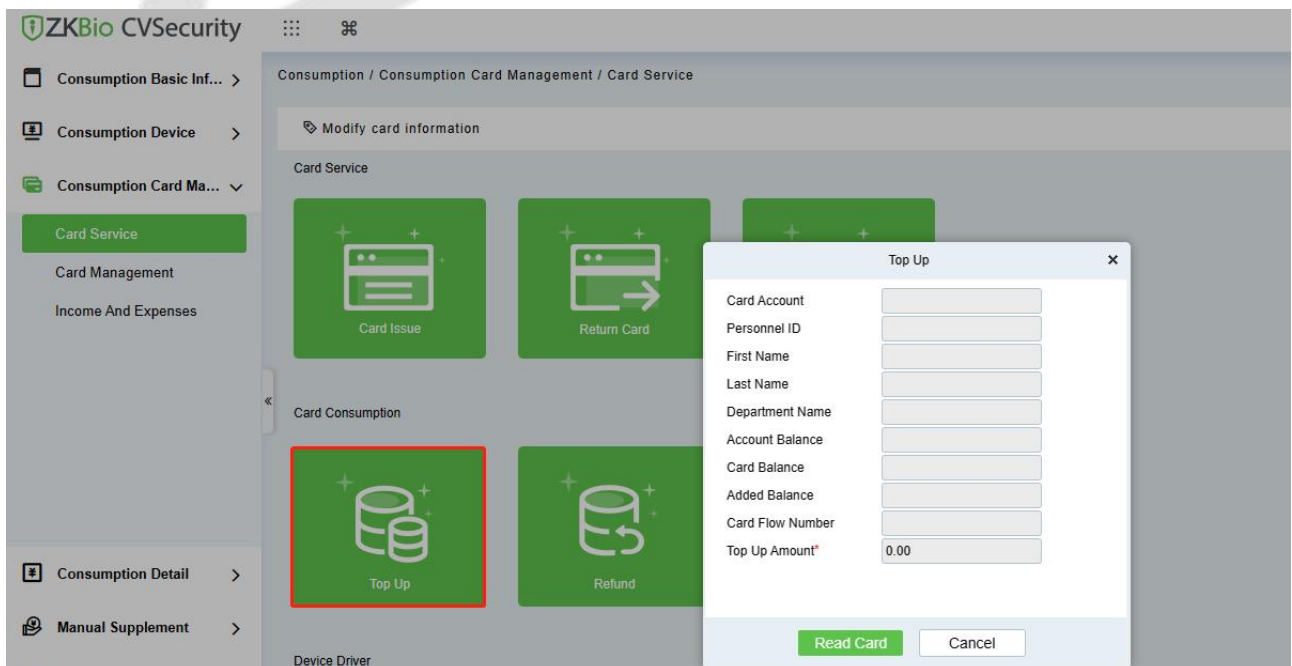 ZKBio CVSecurity
Consumption Basic Inf...
Consumption Device
Consumption Card Ma...
Card Service
Card Management
Income And Expenses
Consumption Detail
Manual Supplement
Consumption / Consumption Card Management / Card Service
Modify card information
Card Service
Card Issue
Return Card
Card Consumption
Top Up
Refund
Device Driver
Top Up
Card Account
Personnel ID
First Name
Last Name
Department Name
Account Balance
Card Balance
Added Balance
Card Flow Number
Top Up Amount* 0.00
Read Card Cancel